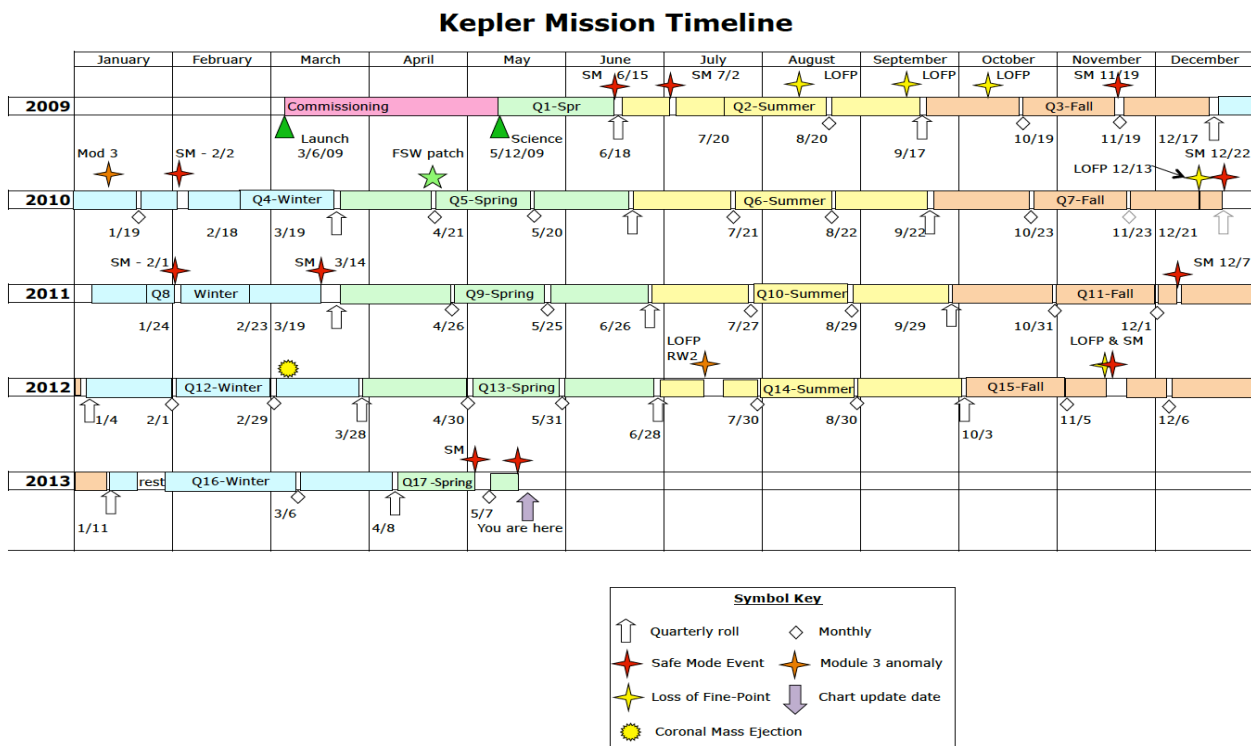 Kepler Mission Timeline
January February March April May June July August September October November December
SM 6/15 SM 7/2 LOFP LOFP LOFP SM 11/19
2009 Commissioning Q1-Spr Q2-Summer Q3-Fall
Launch Science 7/20 8/20 10/19 11/19 12/17
3/6/09 5/12/09 6/18 9/17
Mod 3 SM - 2/2 FSW patch LOFP 12/13 SM 12/22
2010 Q4-Winter Q5-Spring Q6-Summer Q7-Fall
1/19 2/18 3/19 4/21 5/20 7/21 8/22 9/22 10/23 11/23 12/21
SM - 2/1 SM 3/14 SM 12/7
2011 Q8 Winter Q9-Spring Q10-Summer Q11-Fall
1/24 2/23 3/19 4/26 5/25 6/26 7/27 8/29 9/29 10/31 12/1
LOFP LOFP & SM
RW2
2012 Q12-Winter Q13-Spring Q14-Summer Q15-Fall
1/4 2/1 2/29 3/28 4/30 5/31 6/28 7/30 8/30 10/3 11/5 12/6
SM
2013 rest Q16-Winter Q17-Spring
1/11 3/6 4/8 5/7
You are here
Symbol Key
Quarterly roll Monthly
Safe Mode Event Module 3 anomaly
Loss of Fine-Point Chart update date
Coronal Mass Ejection